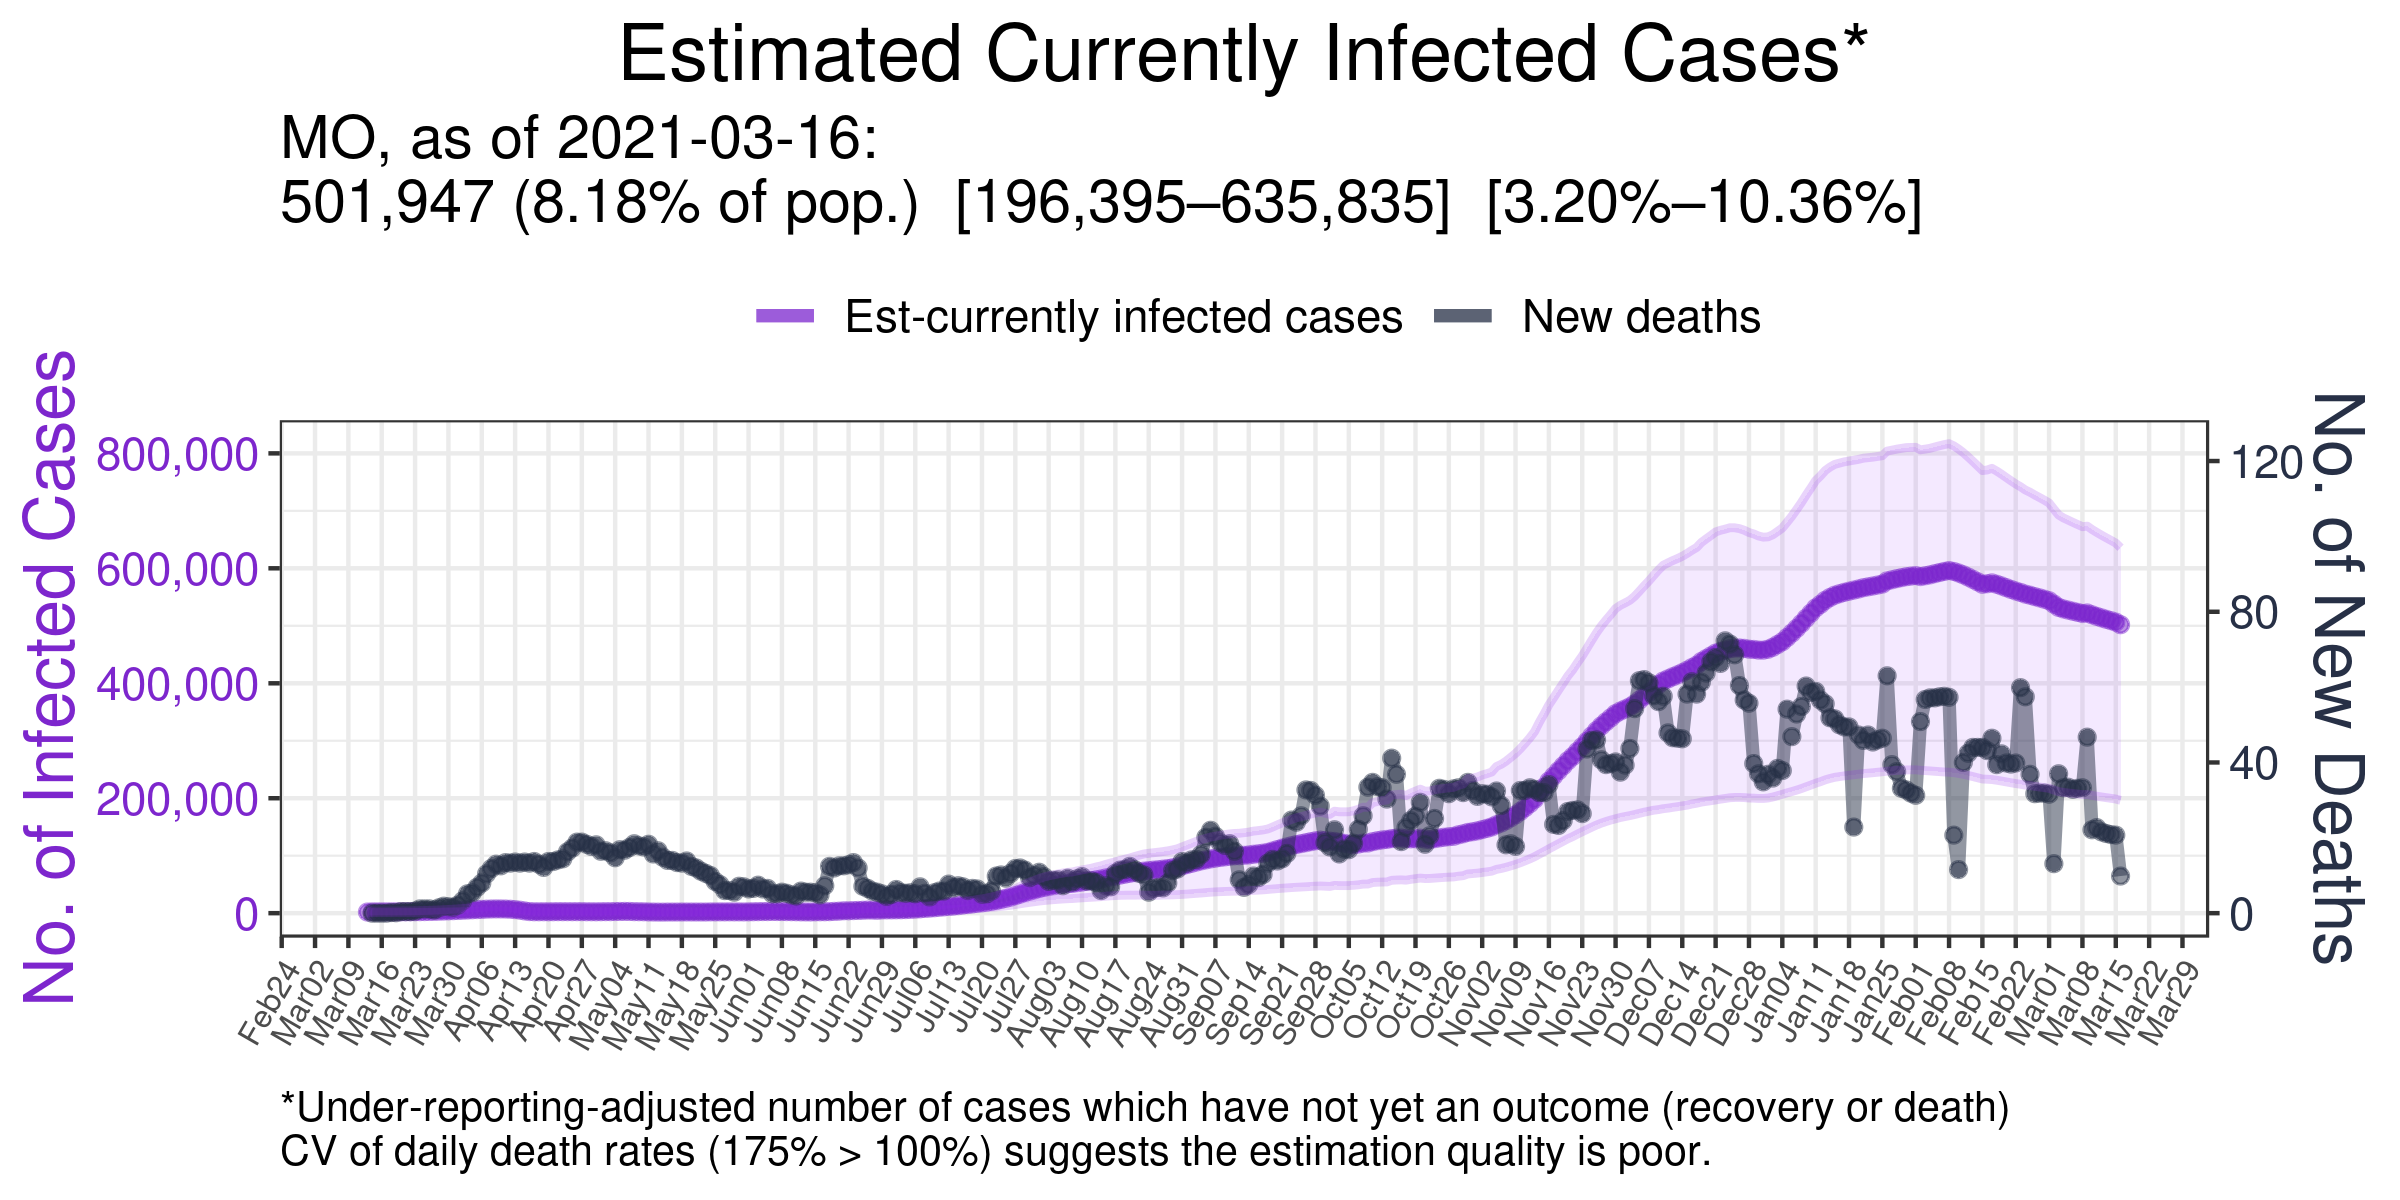 Estimated Currently Infected Cases*
MO, as of 2021-03-16:
501,947 (8.18% of pop.)  [196,395–635,835]  [3.20%–10.36%]
Est-currently infected cases
New deaths
No. of Infected Cases
800,000
600,000
400,000
200,000
0
120
80
40
0
No. of New Deaths
Feb24
Mar02
Mar09
Mar16
Mar23
Mar30
Apr06
Apr13
Apr20
Apr27
May04
May11
May18
May25
Jun01
Jun08
Jun15
Jun22
Jun29
Jul06
Jul13
Jul20
Jul27
Aug03
Aug10
Aug17
Aug24
Aug31
Sep07
Sep14
Sep21
Sep28
Oct05
Oct12
Oct19
Oct26
Nov02
Nov09
Nov16
Nov23
Nov30
Dec07
Dec14
Dec21
Dec28
Jan04
Jan11
Jan18
Jan25
Feb01
Feb08
Feb15
Feb22
Mar01
Mar08
Mar15
Mar22
Mar29
*Under-reporting-adjusted number of cases which have not yet an outcome (recovery or death)
CV of daily death rates (175% > 100%) suggests the estimation quality is poor.